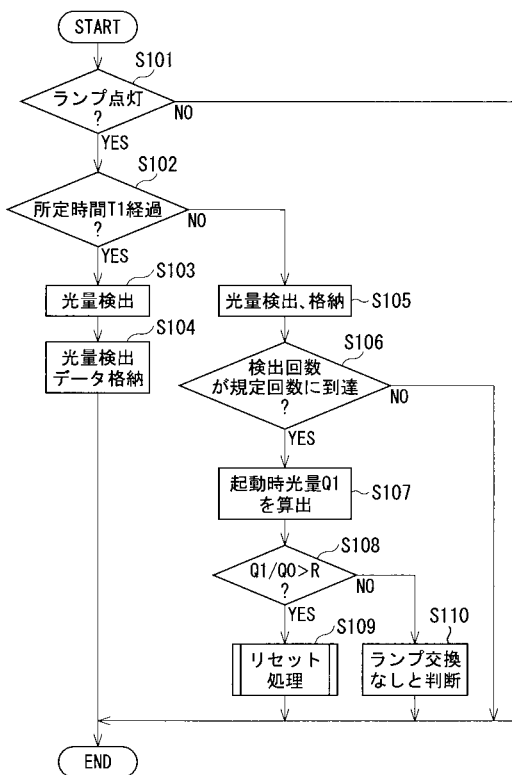 START
S101
ランプ点灯
?
NO
YES
S102
所定時間T1経過
?
NO
YES
S103
光量検出
S104
光量検出
データ格納
光量検出、格納
S105
S106
検出回数
が規定回数に到達
?
NO
YES
起動時光量Q1
を算出
S107
S108
Q1/Q0>R
?
NO
YES
S109
リセット
処理
S110
ランプ交換
なしと判断
END